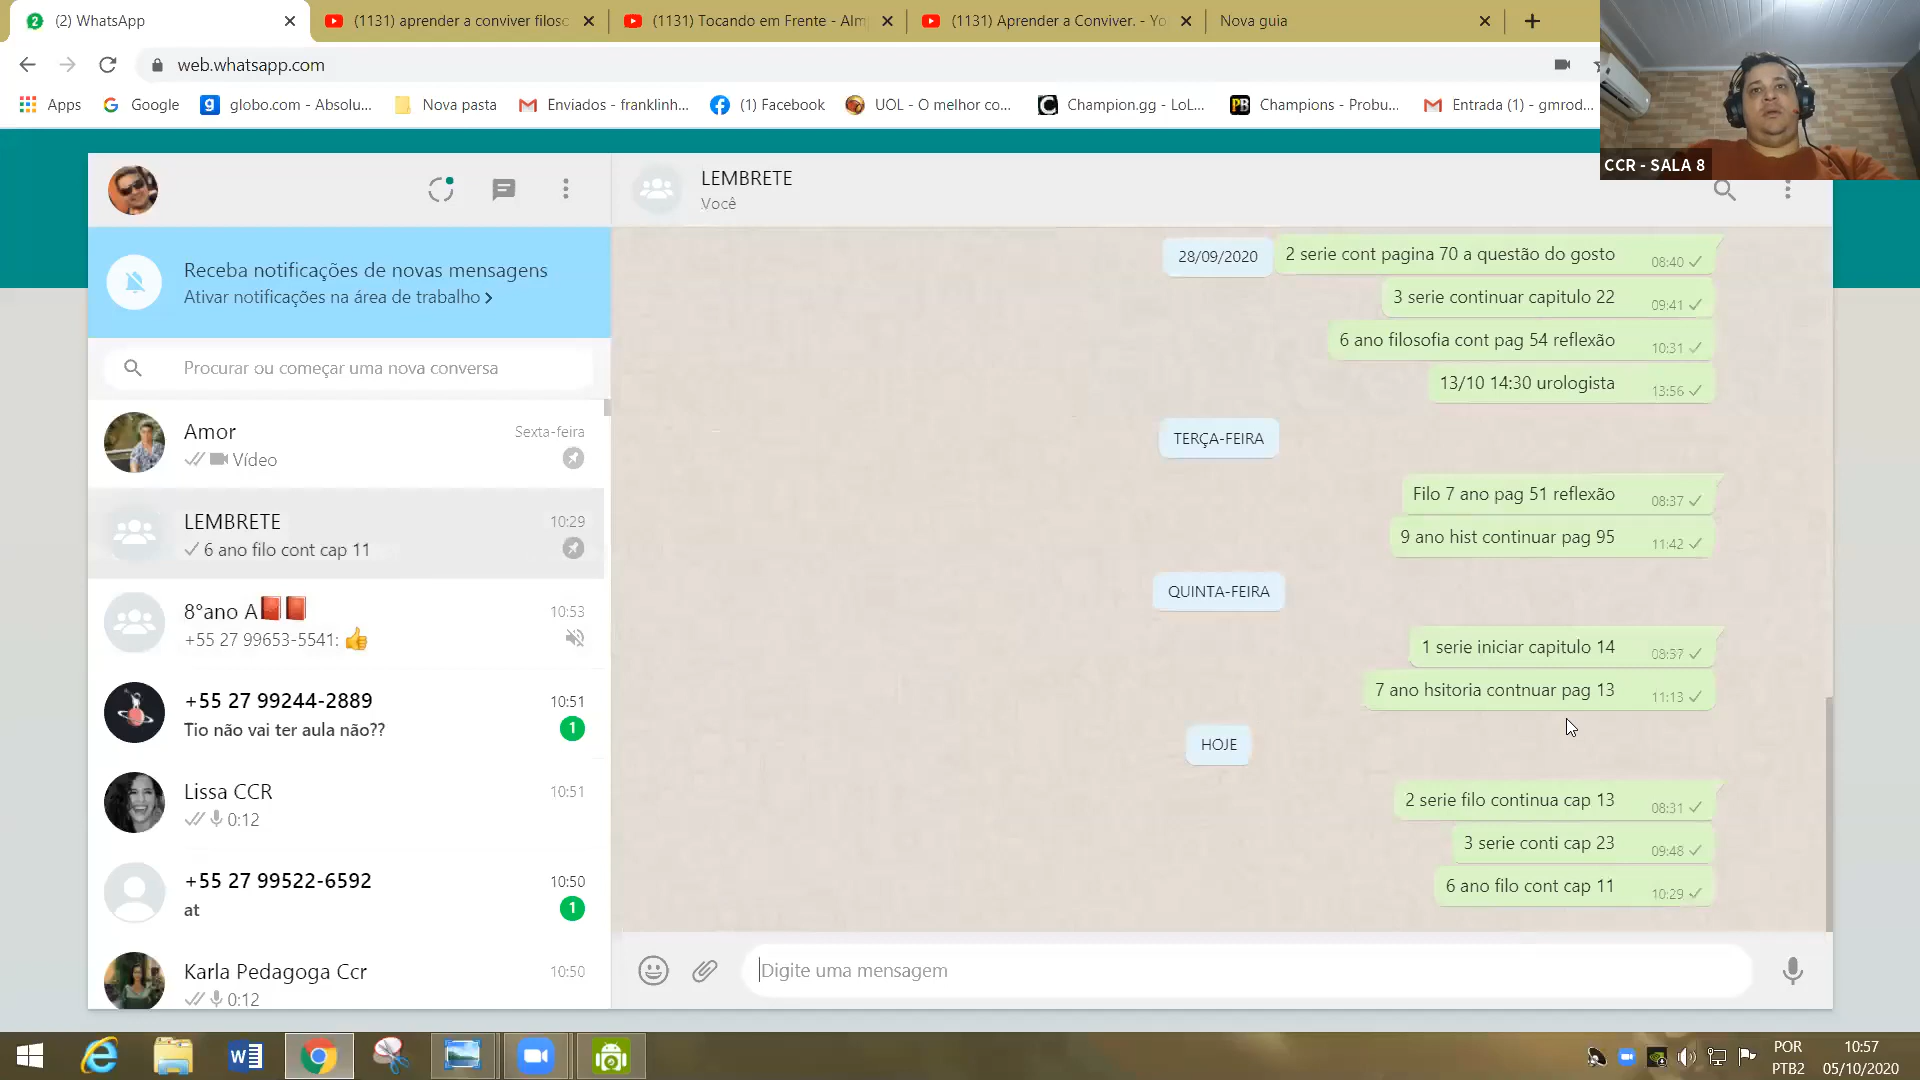 (2) WhatsApp
(1131) aprender a conviver filoso
(1131) Tocando em Frente - Alm
(1131) Aprender a Conviver. - Yo
Nova guia
web.whatsapp.com
Apps
Google
globo.com - Absolu...
Nova pasta
Enviados - franklinh...
(1) Facebook
UOL - O melhor co...
Champion.gg - LoL...
Champions - Probu...
Entrada (1) - gmrod...
CCR - SALA 8
LEMBRETE
Você
Receba notificações de novas mensagens
Ativar notificações na área de trabalho
Procurar ou começar uma nova conversa
Amor
Sexta-feira
Vídeo
LEMBRETE
10:29
6 ano filo cont cap 11
8°ano A
10:53
+55 27 99653-5541: 👍
+55 27 99244-2889
10:51
Tio não vai ter aula não??
1
Lissa CCR
10:51
0:12
+55 27 99522-6592
10:50
at
1
Karla Pedagoga Ccr
10:50
0:12
28/09/2020
2 serie cont pagina 70 a questão do gosto 08:40
3 serie continuar capitulo 22 09:41
6 ano filosofia cont pag 54 reflexão 10:31
13/10 14:30 urologista 13:56
TERÇA-FEIRA
Filo 7 ano pag 51 reflexão 08:37
9 ano hist continuar pag 95 11:42
QUINTA-FEIRA
1 serie iniciar capitulo 14 08:37
7 ano hsitoria contnuar pag 13 11:13
HOJE
2 serie filo continua cap 13 08:31
3 serie conti cap 23 09:48
6 ano filo cont cap 11 10:29
Digite uma mensagem
POR
PTB2
10:57
05/10/2020